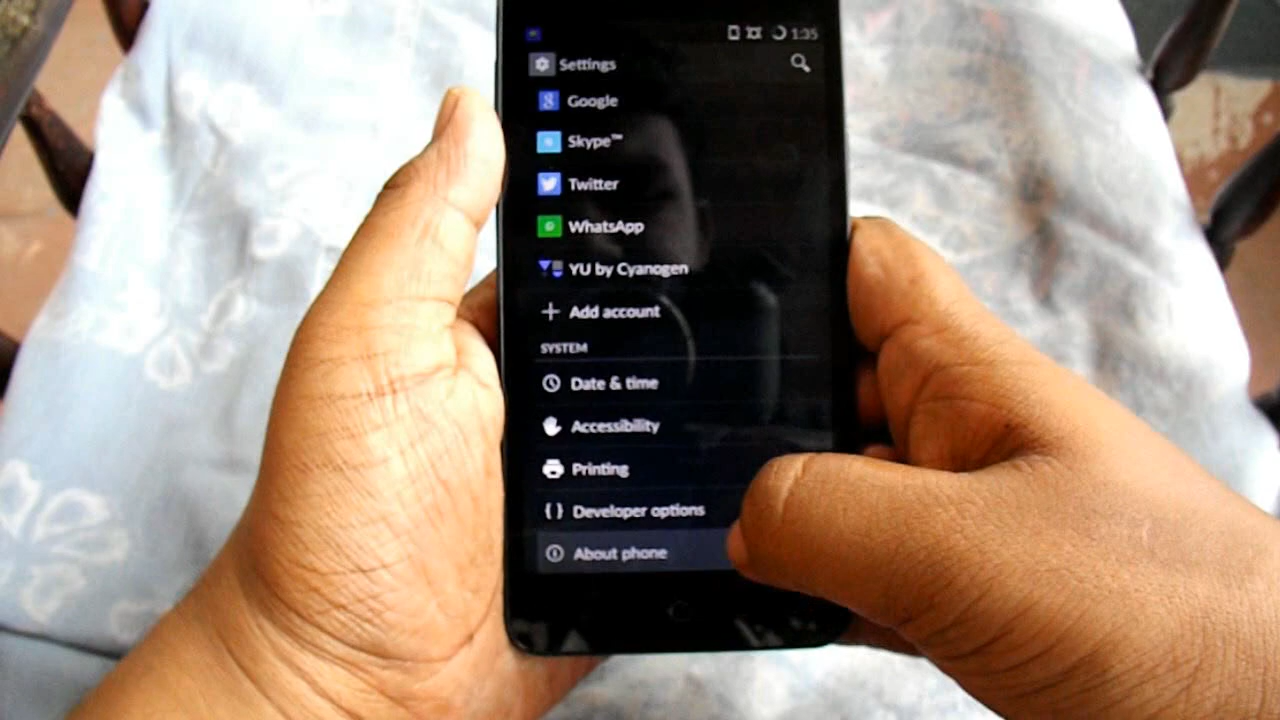 1:35
Settings
Google
Skype™
Twitter
WhatsApp
YU by Cyanogen
Add account
SYSTEM
Date & time
Accessibility
Printing
Developer options
About phone